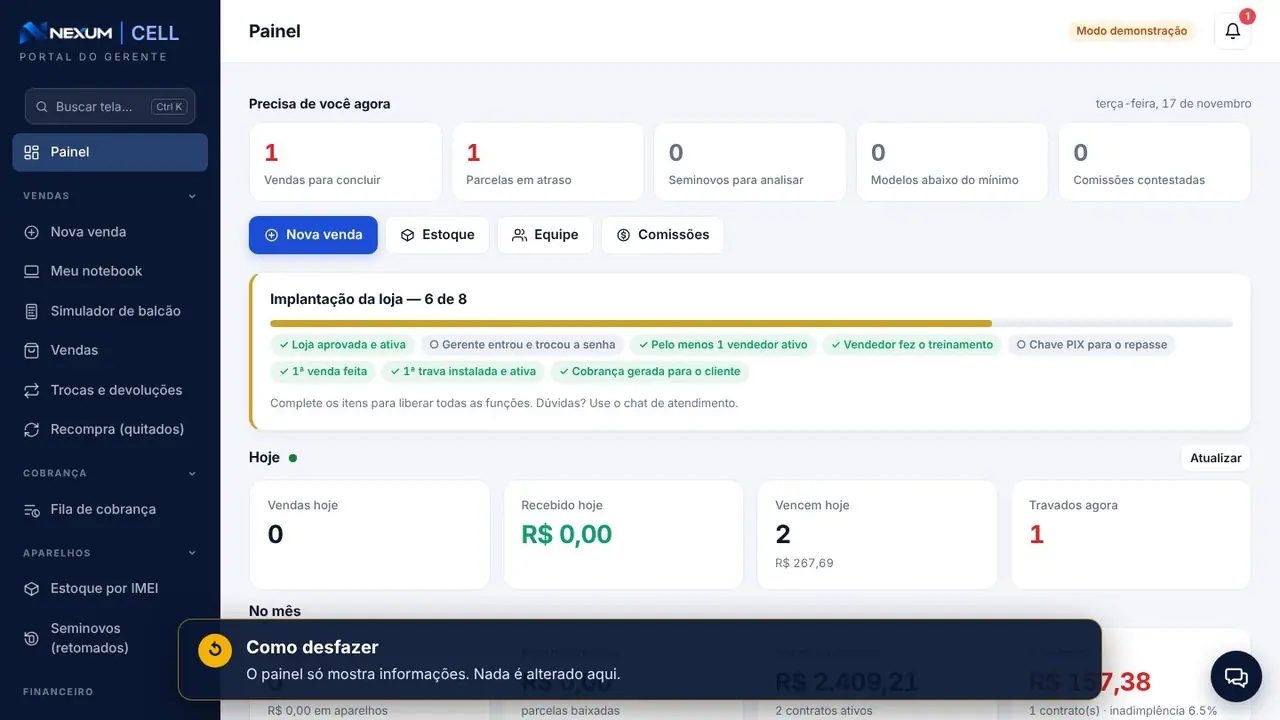 NEXUM | CELL
PORTAL DO GERENTE
Buscar tela... Ctrl K
Painel
VENDAS
Nova venda
Meu notebook
Simulador de balcão
Vendas
Trocas e devoluções
Recompra (quitados)
COBRANÇA
Fila de cobrança
APARELHOS
Estoque por IMEI
Seminovos
(retomados)
FINANCEIRO
Painel
Modo demonstração
1
Precisa de você agora
terça-feira, 17 de novembro
1
Vendas para concluir
1
Parcelas em atraso
0
Seminovos para analisar
0
Modelos abaixo do mínimo
0
Comissões contestadas
Nova venda
Estoque
Equipe
Comissões
Implantação da loja — 6 de 8
✓ Loja aprovada e ativa
Gerente entrou e trocou a senha
✓ Pelo menos 1 vendedor ativo
✓ Vendedor fez o treinamento
Chave PIX para o repasse
✓ 1ª venda feita
✓ 1ª trava instalada e ativa
✓ Cobrança gerada para o cliente
Complete os itens para liberar todas as funções. Dúvidas? Use o chat de atendimento.
Hoje
Atualizar
Vendas hoje
0
Recebido hoje
R$ 0,00
Vencem hoje
2
R$ 267,69
Travados agora
1
No mês
Como desfazer
O painel só mostra informações. Nada é alterado aqui.
0
R$ 0,00 em aparelhos
R$ 0,00
parcelas baixadas
R$ 2.409,21
2 contratos ativos
R$ 157,38
1 contrato(s) · inadimplência 6.5%